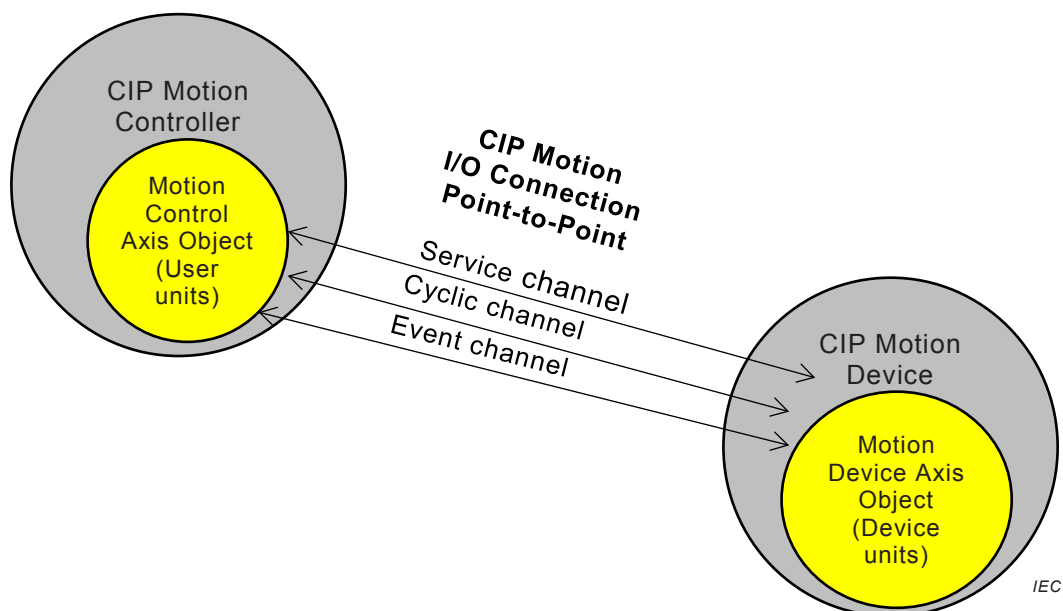 CIP Motion
Controller
Motion
Control
Axis Object
(User
units)
CIP Motion
I/O Connection
Point-to-Point
Service channel
Cyclic channel
Event channel
CIP Motion
Device
Motion
Device Axis
Object
(Device
units)
IEC